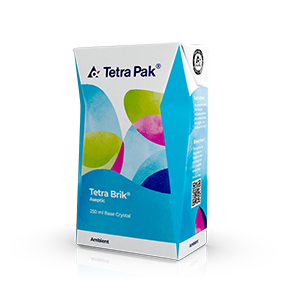 Tetra Pak®
Tetra Brik®
Aseptic
250 ml Base Crystal
Ambient